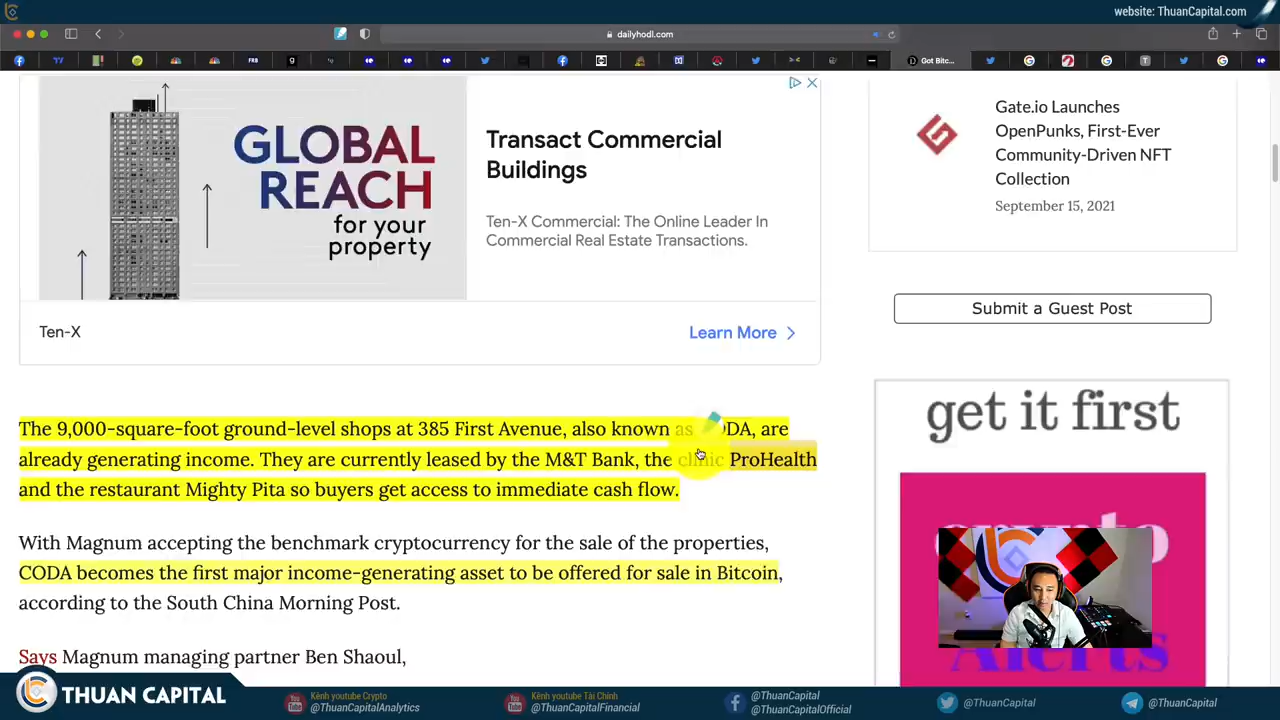 website: ThuanCapital.com
dailyhodl.com
Got Bitc...
GLOBAL
REACH
for your
property
Transact Commercial
Buildings
Ten-X Commercial: The Online Leader In
Commercial Real Estate Transactions.
Ten-X
Learn More
Gate.io Launches
OpenPunks, First-Ever
Community-Driven NFT
Collection
September 15, 2021
Submit a Guest Post
get it first
crypto
Alerts
The 9,000-square-foot ground-level shops at 385 First Avenue, also known as CODA, are
already generating income. They are currently leased by the M&T Bank, the clinic ProHealth
and the restaurant Mighty Pita so buyers get access to immediate cash flow.
With Magnum accepting the benchmark cryptocurrency for the sale of the properties,
CODA becomes the first major income-generating asset to be offered for sale in Bitcoin,
according to the South China Morning Post.
Says Magnum managing partner Ben Shaoul,
THUAN CAPITAL
Kênh youtube Crypto
@ThuanCapitalAnalytics
Kênh youtube Tài Chính
@ThuanCapitalFinancial
@ThuanCapital
@ThuanCapitalOfficial
@ThuanCapital
@ThuanCapital